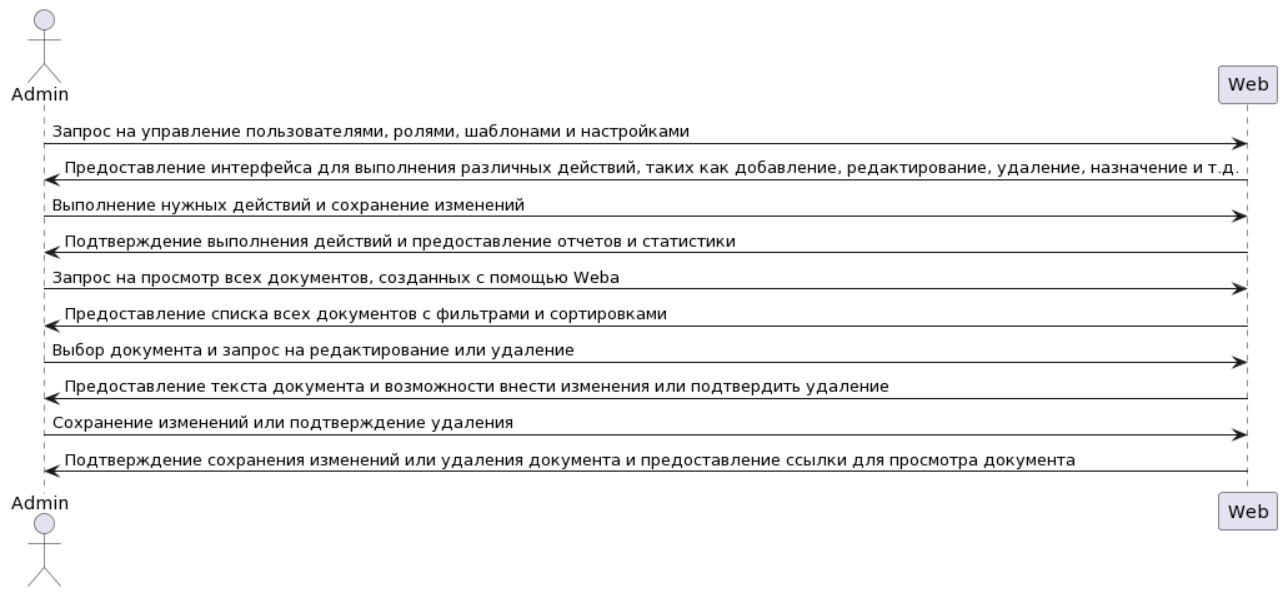 Admin
Web
Запрос на управление пользователями, ролями, шаблонами и настройками
Предоставление интерфейса для выполнения различных действий, таких как добавление, редактирование, удаление, назначение и т.д.
Выполнение нужных действий и сохранение изменений
Подтверждение выполнения действий и предоставление отчетов и статистики
Запрос на просмотр всех документов, созданных с помощью Weba
Предоставление списка всех документов с фильтрами и сортировками
Выбор документа и запрос на редактирование или удаление
Предоставление текста документа и возможности внести изменения или подтвердить удаление
Сохранение изменений или подтверждение удаления
Подтверждение сохранения изменений или удаления документа и предоставление ссылки для просмотра документа
Admin
Web